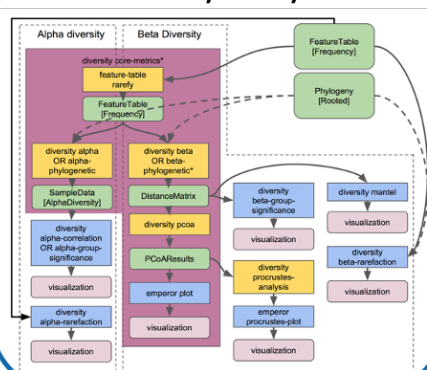 Alpha diversity
Beta Diversity
diversity core-metrics*
feature-table
rarefy
FeatureTable
[Frequency]
FeatureTable
[Frequency]
Phylogeny
[Rooted]
diversity alpha
OR alpha-
phylogenetic
diversity beta
OR beta-
phylogenetic*
SampleData
[AlphaDiversity]
DistanceMatrix
diversity
beta-group-
significance
diversity mantel
visualization
diversity
alpha-correlation
OR alpha-group-
significance
diversity pcoa
visualization
PCoAResults
diversity
procrustes-
analysis
diversity
beta-rarefaction
visualization
emperor plot
visualization
diversity
alpha-rarefaction
visualization
emperor
procrustes-plot
visualization
visualization